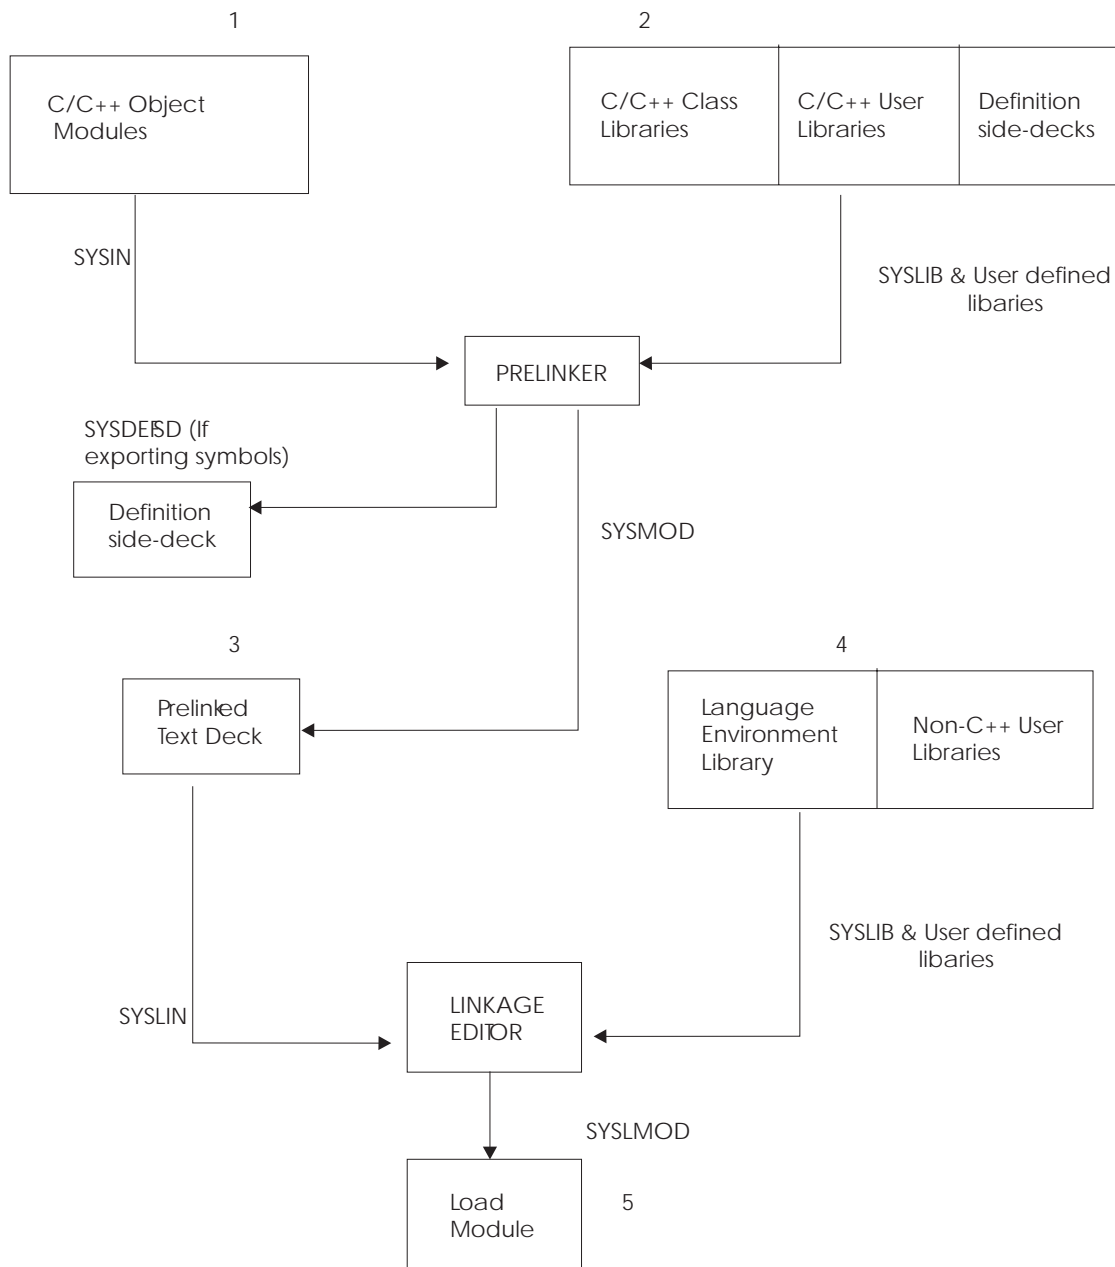 1
2
C/C++ Object
Modules
C/C++ Class
Libraries
C/C++ User
Libraries
Definition
side-decks
SYSIN
SYSLIB & User defined
libaries
PRELINKER
SYSDEFSD (If
exporting symbols)
Definition
side-deck
SYSMOD
3
4
Prelinked
Text Deck
Language
Environment
Library
Non-C++ User
Libraries
SYSLIB & User defined
libaries
SYSLIN
LINKAGE
EDITOR
SYSLMOD
Load
Module
5